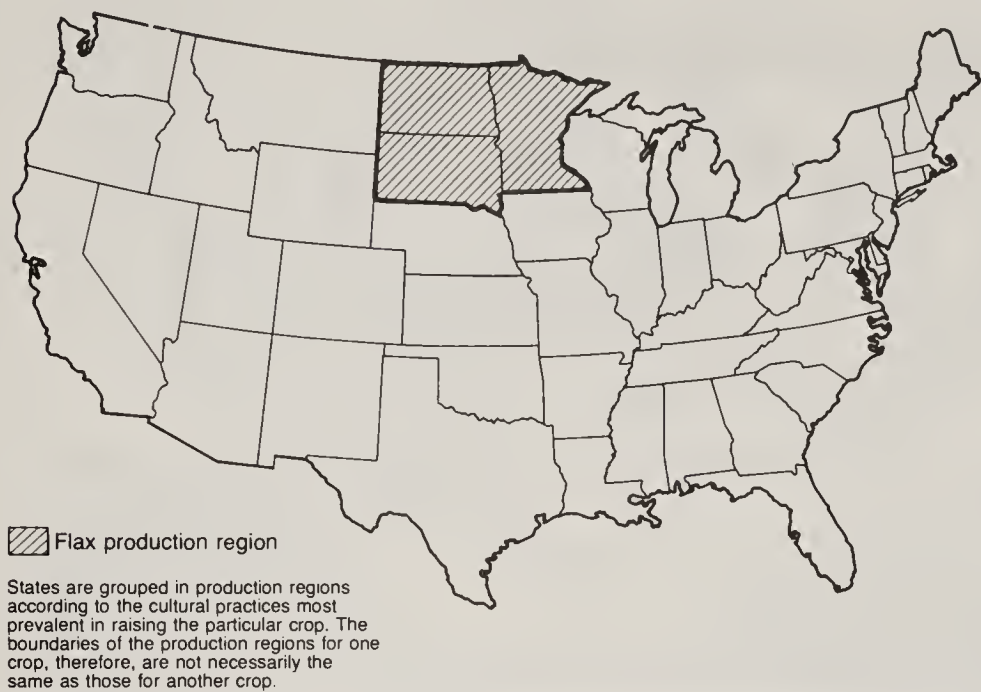 Flax production region
States are grouped in production regions
according to the cultural practices most
prevalent in raising the particular crop. The
boundaries of the production regions for one
crop, therefore, are not necessarily the
same as those for another crop.